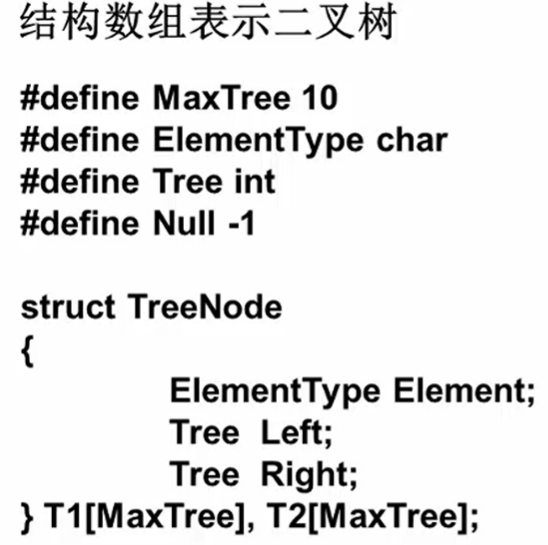 结构数组表示二叉树
#define MaxTree 10
#define ElementType char
#define Tree int
#define Null -1
struct TreeNode
{
ElementType Element;
Tree Left;
Tree Right;
} T1[MaxTree], T2[MaxTree];